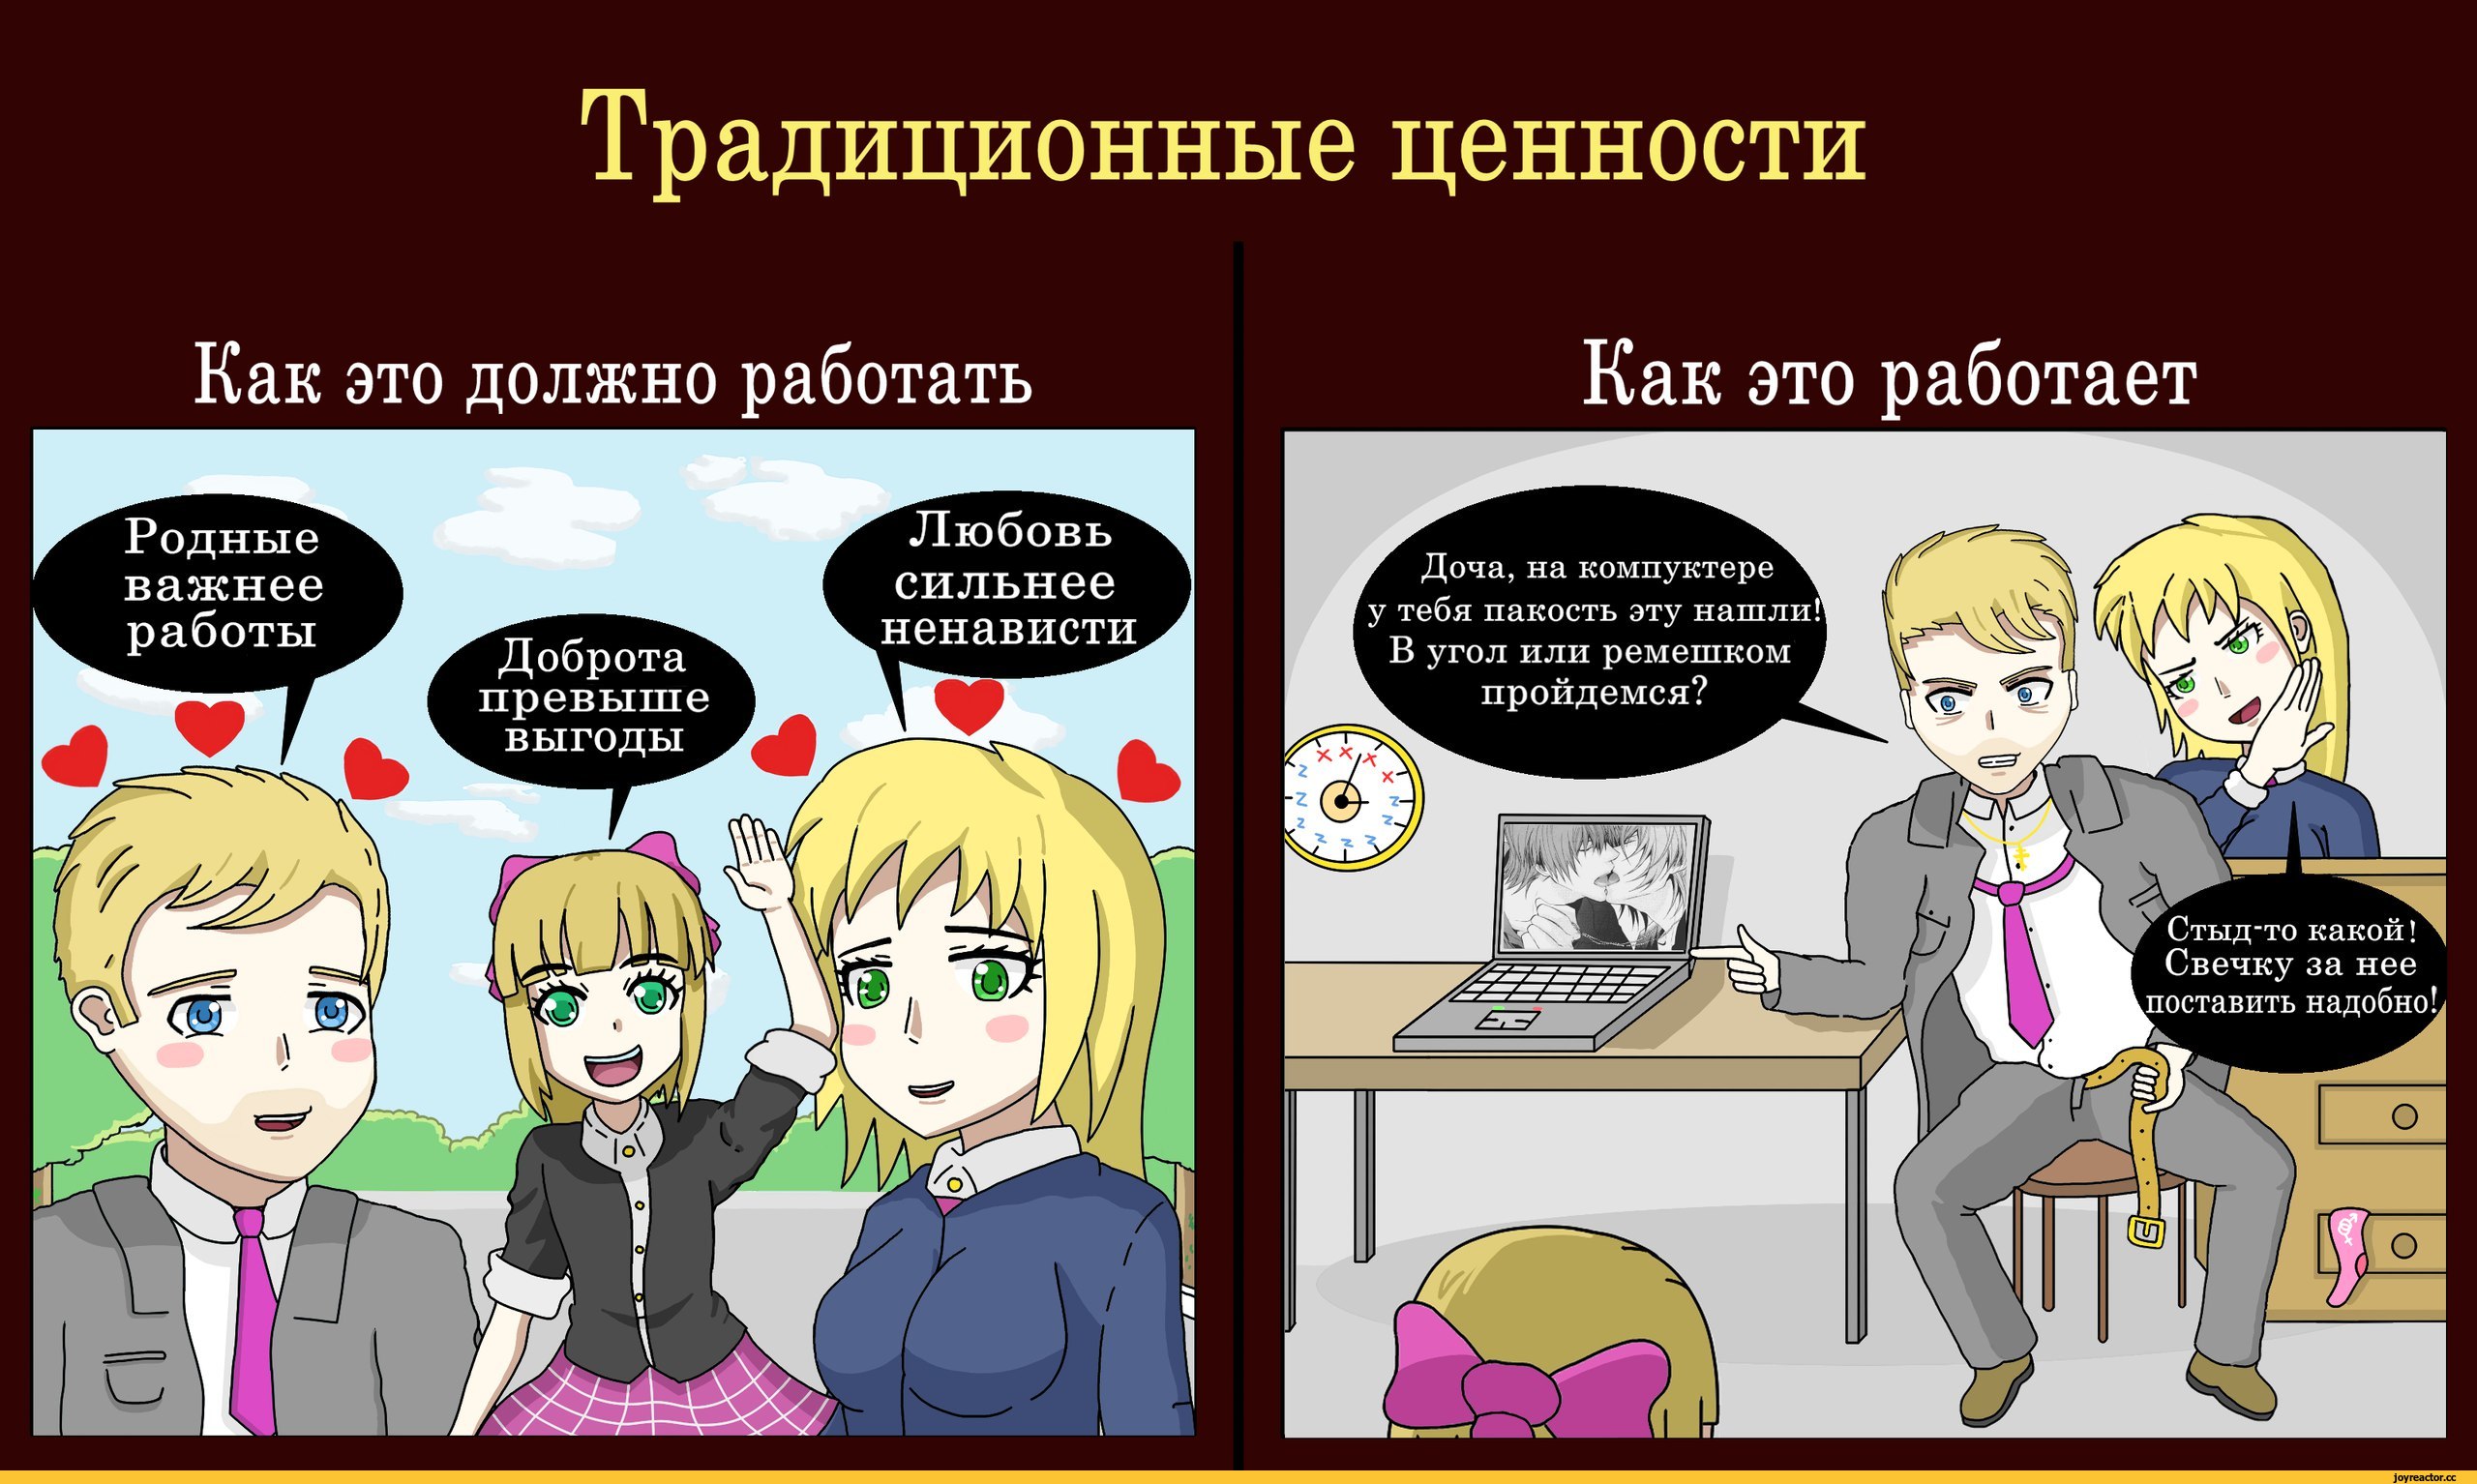 Традиционные ценности
Как это должно работать
Родные
важнее
работы
Доброта
превыше
выгоды
Любовь
сильнее
ненависти
Как это работает
Доча, на компуктере
у тебя пакость эту нашли!
В угол или ремешком
пройдемся?
x x x x
z z z z z z z z
Стыд-то какой!
Свечку за нее
поставить надобно!
joyreactor.cc